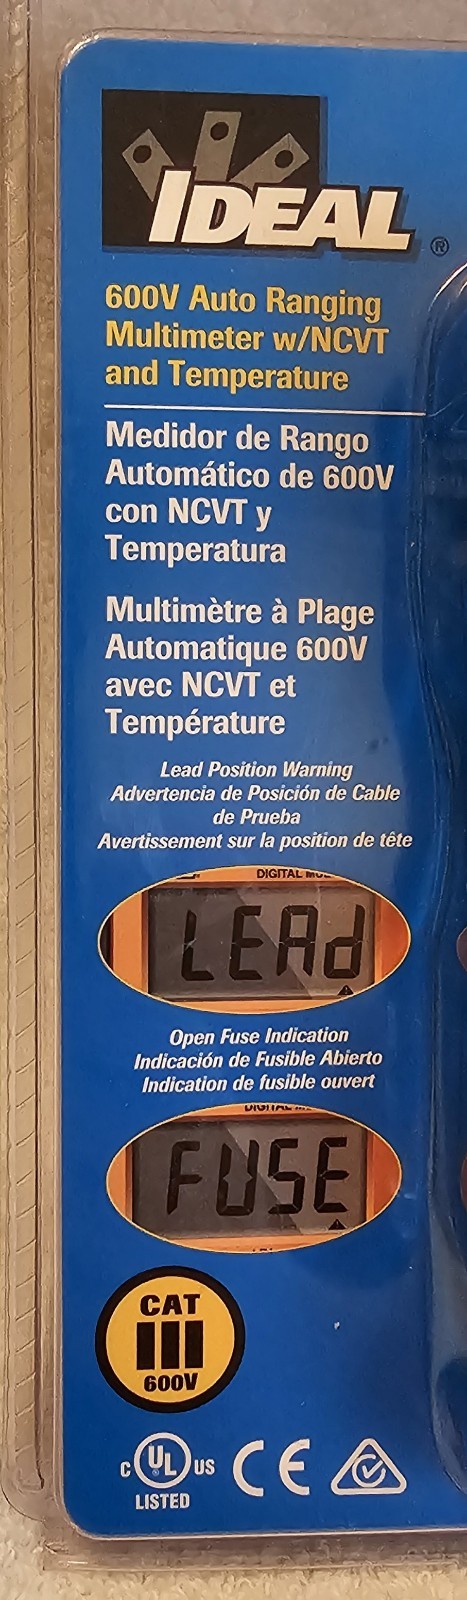 IDEAL®
600V Auto Ranging
Multimeter w/NCVT
and Temperature
Medidor de Rango
Automático de 600V
con NCVT y
Temperatura
Multimètre à Plage
Automatique 600V
avec NCVT et
Température
Lead Position Warning
Advertencia de Posición de Cable
de Prueba
Avertissement sur la position de tête
DIGITAL
LEAd
Open Fuse Indication
Indicación de Fusible Abierto
Indication de fusible ouvert
DIGITAL
FUSE
CAT
III
600V
C UL US
LISTED
CE